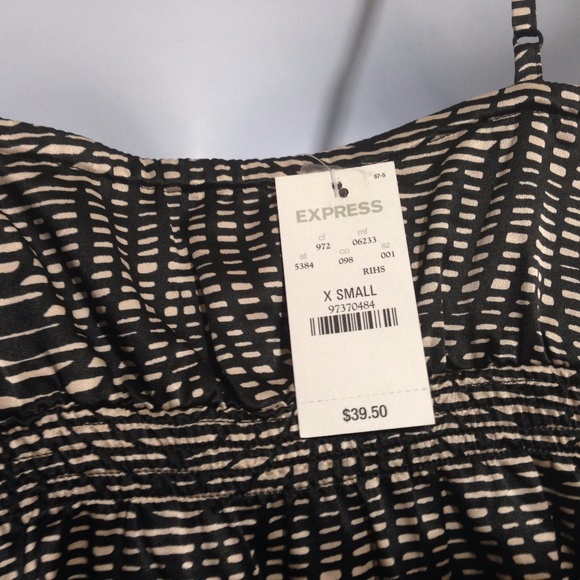 57-5
EXPRESS
cl mf
972 06233
st co sz
5384 098 001
RIHS
X SMALL
97370484
$39.50